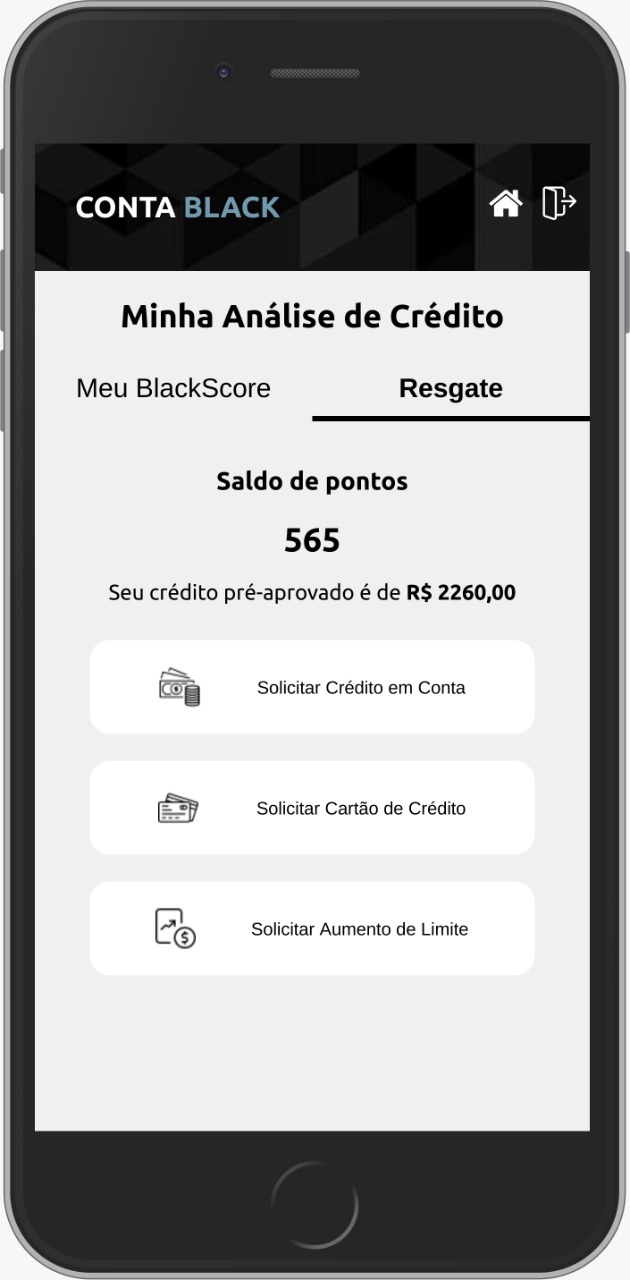 CONTA BLACK
Minha Análise de Crédito
Meu BlackScore
Resgate
Saldo de pontos
565
Seu crédito pré-aprovado é de R$ 2260,00
Solicitar Crédito em Conta
Solicitar Cartão de Crédito
Solicitar Aumento de Limite